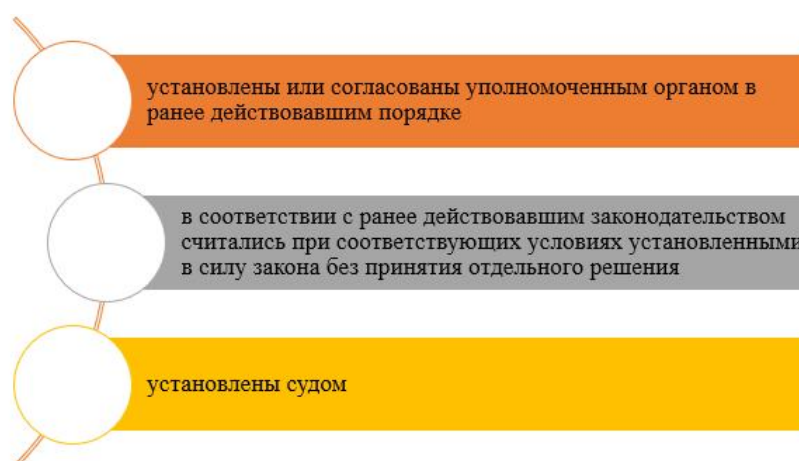 установлены или согласованы уполномоченным органом в
ранее действовавшим порядке
в соответствии с ранее действовавшим законодательством
считались при соответствующих условиях установленными
в силу закона без принятия отдельного решения
установлены судом